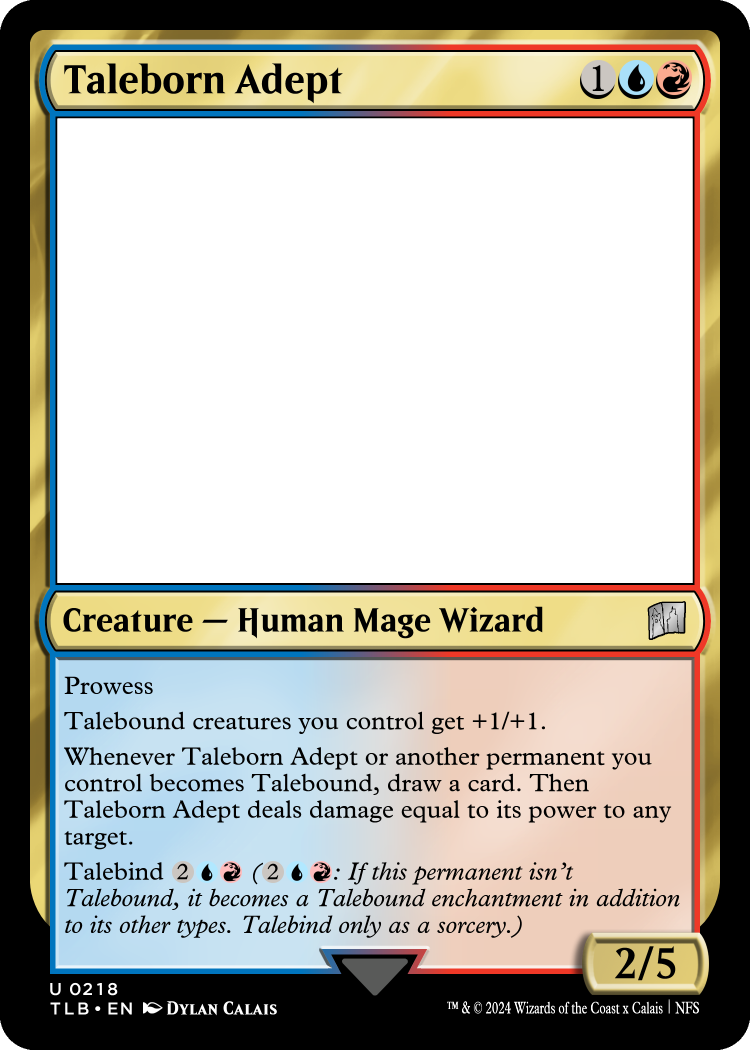 Taleborn Adept 1
Creature — Human Mage Wizard
Prowess
Talebound creatures you control get +1/+1.
Whenever Taleborn Adept or another permanent you
control becomes Talebound, draw a card. Then
Taleborn Adept deals damage equal to its power to any
target.
Talebind 2 (2 : If this permanent isn't
Talebound, it becomes a Talebound enchantment in addition
to its other types. Talebind only as a sorcery.)
2/5
U 0218
TLB • EN Dylan Calais
™ & © 2024 Wizards of the Coast x Calais | NFS